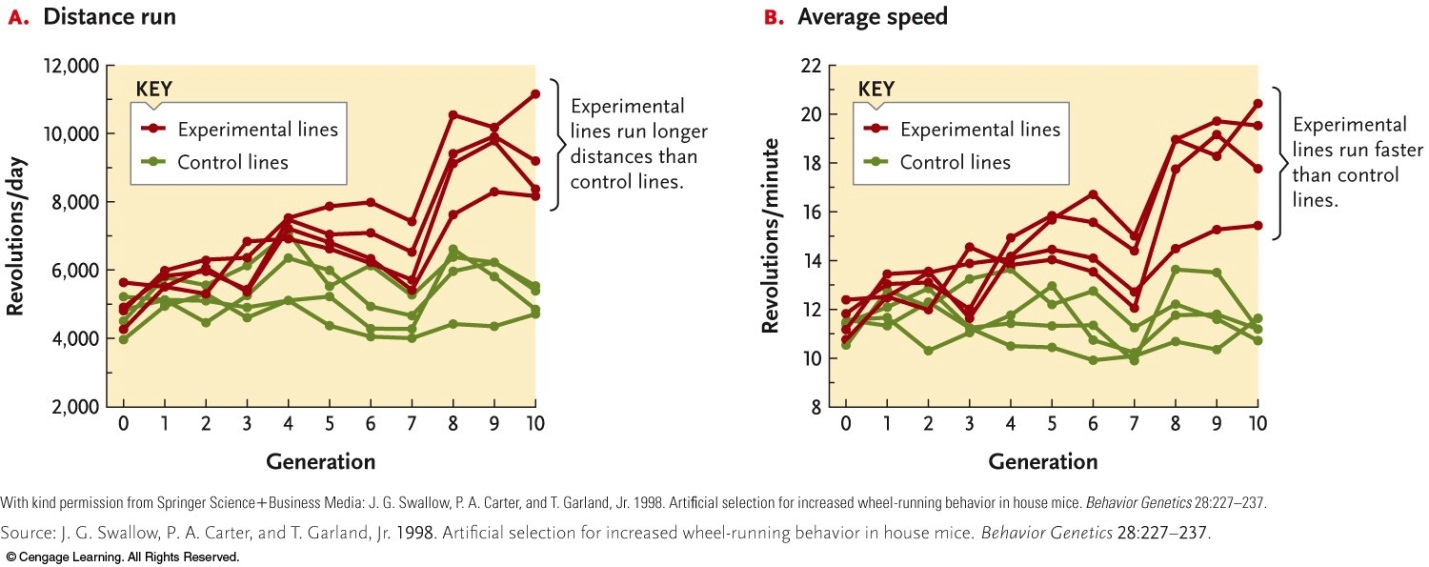 A. Distance run
12,000
10,000
8,000
6,000
4,000
2,000
Revolutions/day
KEY
Experimental lines
Control lines
Experimental
lines run longer
distances than
control lines.
0 1 2 3 4 5 6 7 8 9 10
Generation
B. Average speed
22
20
18
16
14
12
10
8
Revolutions/minute
KEY
Experimental lines
Control lines
Experimental
lines run faster
than control
lines.
0 1 2 3 4 5 6 7 8 9 10
Generation
With kind permission from Springer Science+Business Media: J. G. Swallow, P. A. Carter, and T. Garland, Jr. 1998. Artificial selection for increased wheel-running behavior in house mice. Behavior Genetics 28:227–237.
Source: J. G. Swallow, P. A. Carter, and T. Garland, Jr. 1998. Artificial selection for increased wheel-running behavior in house mice. Behavior Genetics 28:227–237.
© Cengage Learning. All Rights Reserved.